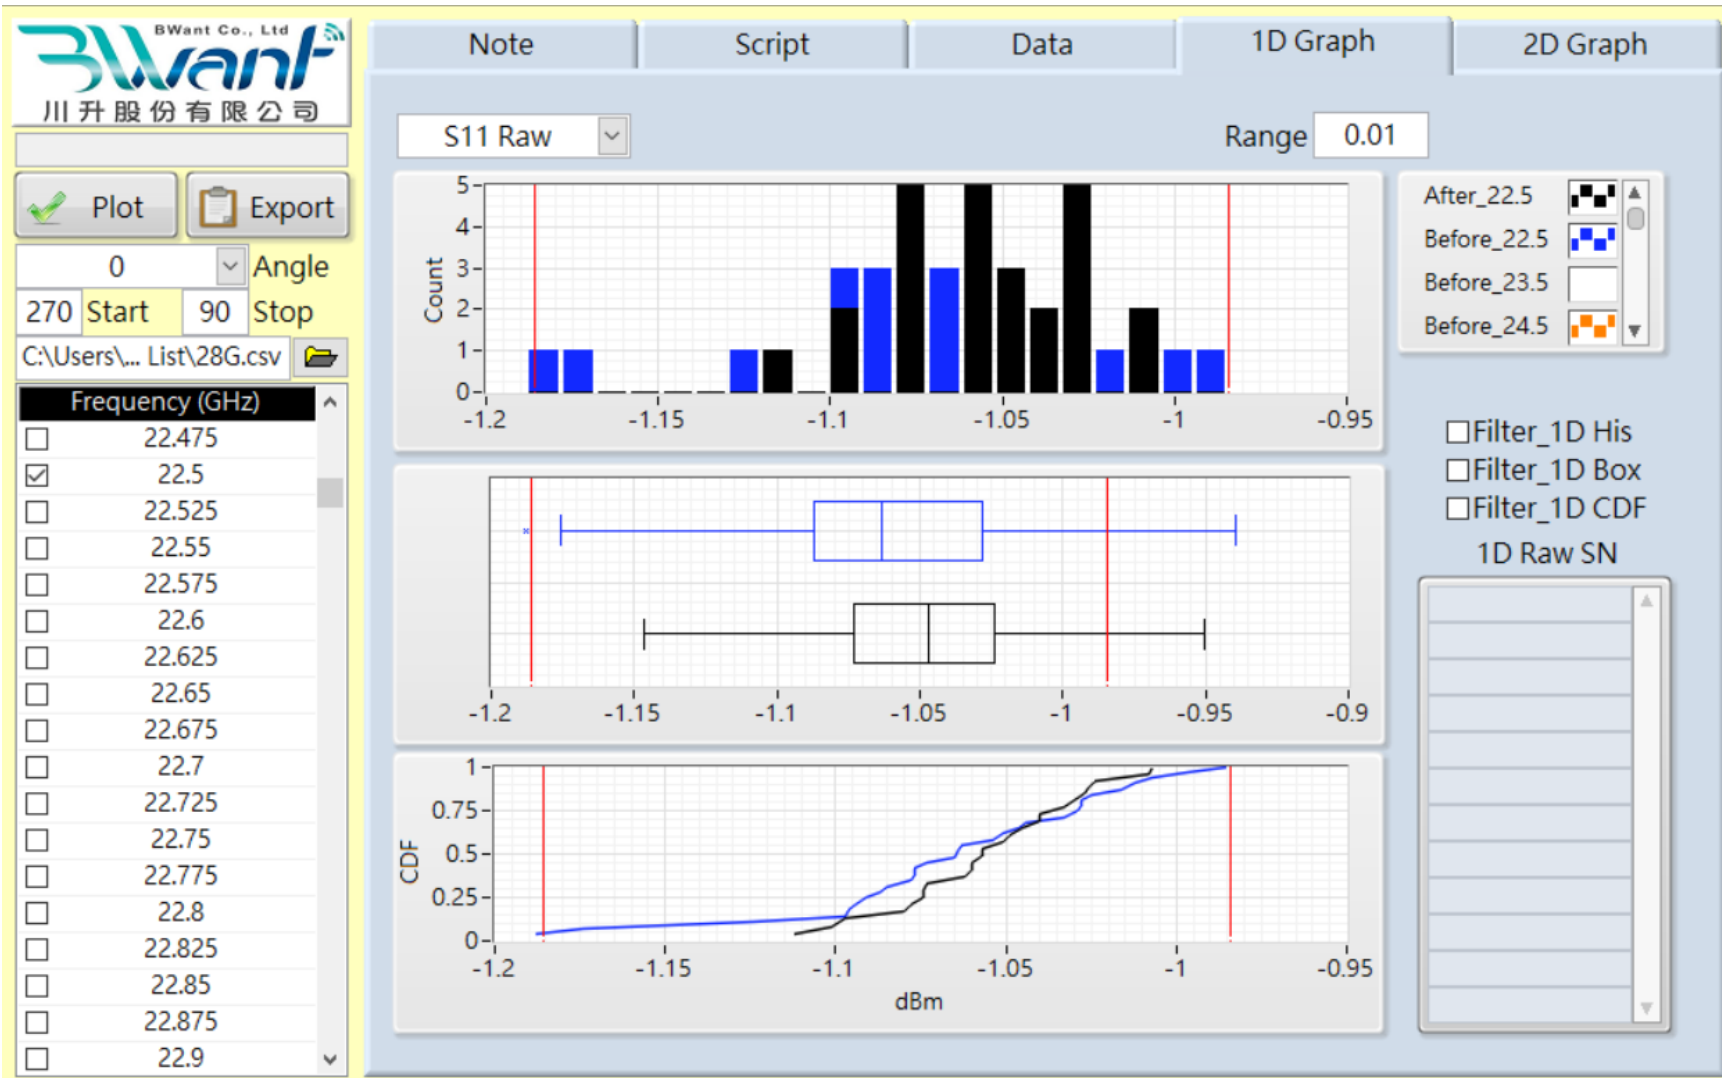 BWant Co., Ltd
BWant
川升股份有限公司
Note
Script
Data
1D Graph
2D Graph
Plot
Export
0
Angle
270 Start
90 Stop
C:\Users\... List\28G.csv
Frequency (GHz)
22.475
22.5
22.525
22.55
22.575
22.6
22.625
22.65
22.675
22.7
22.725
22.75
22.775
22.8
22.825
22.85
22.875
22.9
S11 Raw
Range 0.01
Count
5
4
3
2
1
0
-1.2 -1.15 -1.1 -1.05 -1 -0.95
-1.2 -1.15 -1.1 -1.05 -1 -0.95 -0.9
CDF
1
0.75
0.5
0.25
0
-1.2 -1.15 -1.1 -1.05 -1 -0.95
dBm
After_22.5
Before_22.5
Before_23.5
Before_24.5
Filter_1D His
Filter_1D Box
Filter_1D CDF
1D Raw SN